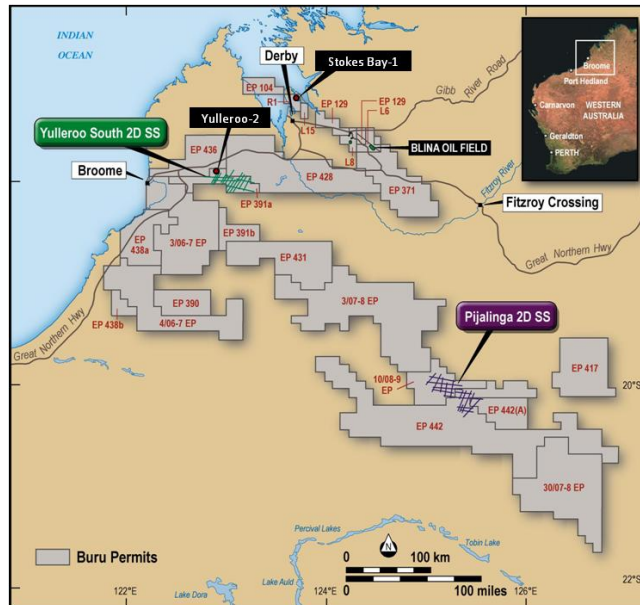 INDIAN
OCEAN
Derby
Stokes Bay-1
Gibb River Road
EP 104
R1
EP 129
EP 129
L6
L15
L8
Yulleroo South 2D SS
Yulleroo-2
BLINA OIL FIELD
EP 436
EP 428
EP 371
Broome
EP 391a
Fitzroy River
Fitzroy Crossing
Great Northern Hwy
EP
438a
3/06-7 EP
EP 391b
EP 431
EP 390
4/06-7 EP
EP 438b
Great Northern Hwy
3/07-8 EP
Pijalinga 2D SS
EP 417
20°S
10/08-9
EP
EP 442(A)
EP 442
30/07-8 EP
Percival Lakes
Tobin Lake
Lake Auld
Lake Dora
Buru Permits
N
0 100 km
0 100 miles
122°E
124°E
126°E
22°S
Broome
Port Hedland
Carnarvon
WESTERN
AUSTRALIA
Geraldton
PERTH